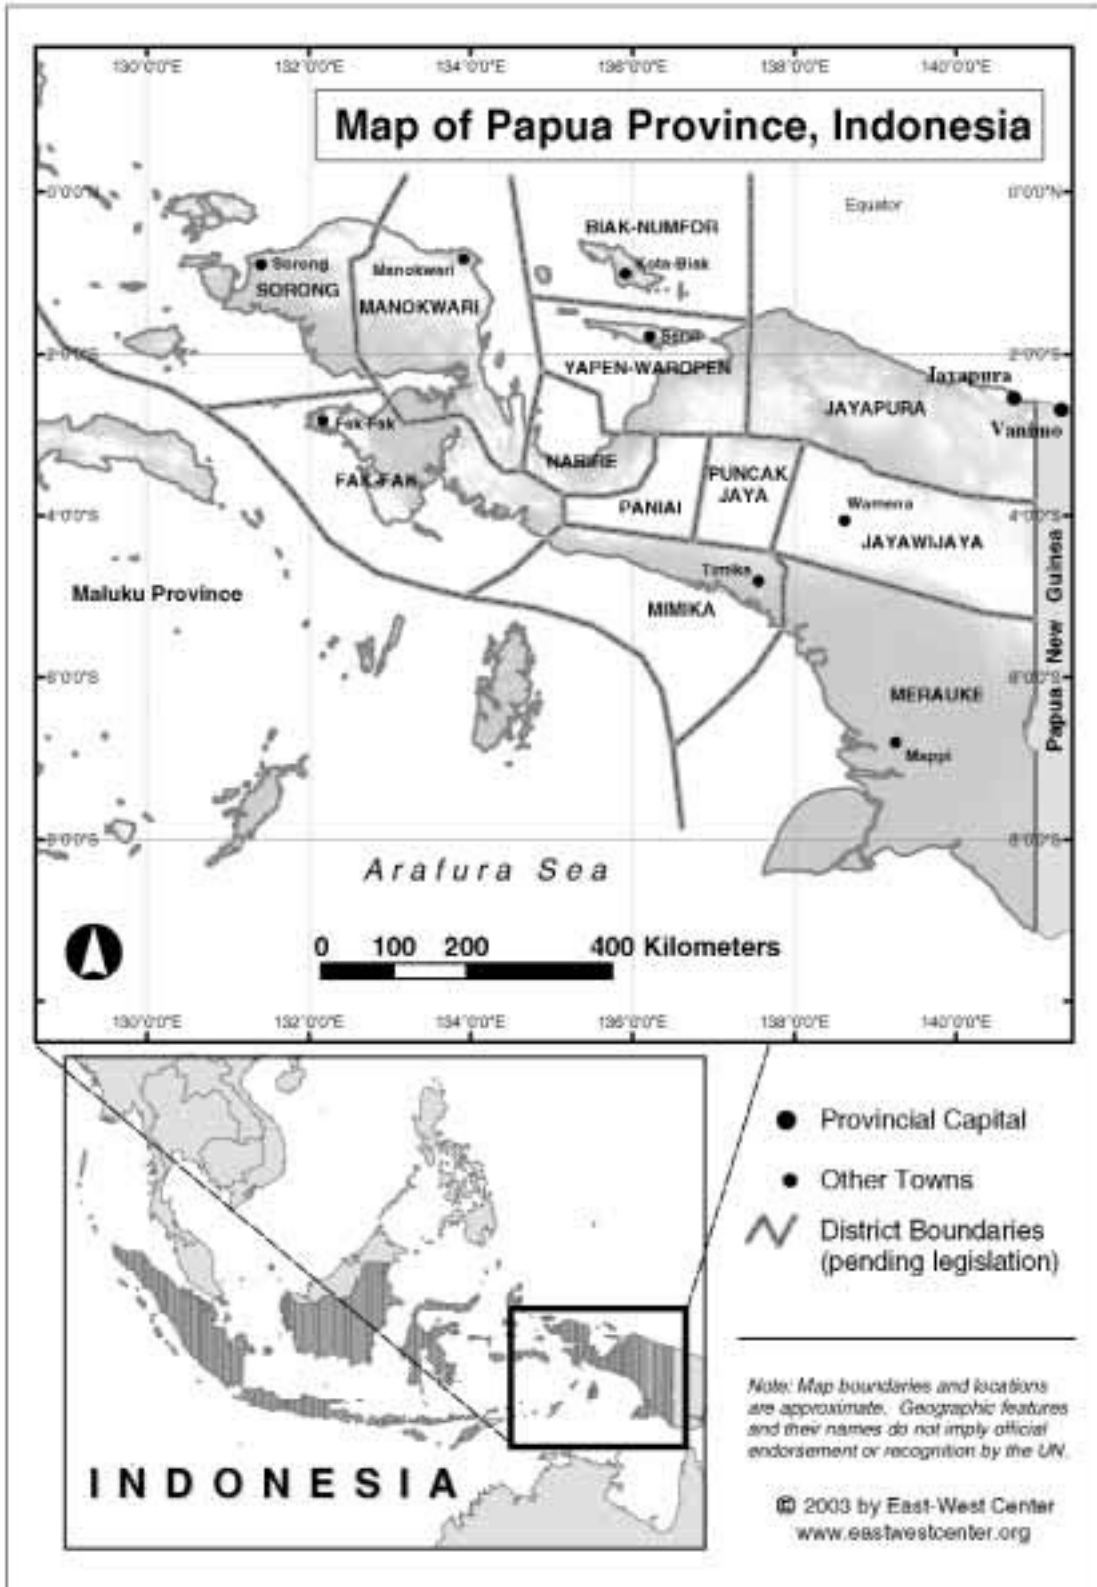 130°0'0"E 132°0'0"E 134°0'0"E 136°0'0"E 138°0'0"E 140°0'0"E
Map of Papua Province, Indonesia
0°0'0"N 0°0'0"N
Equator
BIAK-NUMFOR
Kota-Biak
Sorong
SORONG
Manokwari
MANOKWARI
Serui
2°0'0"S 2°0'0"S
YAPEN-WAROPEN
Jayapura
JAYAPURA
Vanimo
Fak-Fak
FAK-FAK
PUNCAK
JAYA
PANIAI
Wamena
JAYAWIJAYA
4°0'0"S 4°0'0"S
Timika
MIMIKA
Maluku Province
Papua New Guinea
6°0'0"S 6°0'0"S
MERAUKE
Mappi
8°0'0"S 8°0'0"S
Arafura Sea
0 100 200 400 Kilometers
130°0'0"E 132°0'0"E 134°0'0"E 136°0'0"E 138°0'0"E 140°0'0"E
Provincial Capital
Other Towns
District Boundaries
(pending legislation)
INDONESIA
Note: Map boundaries and locations
are approximate. Geographic features
and their names do not imply official
endorsement or recognition by the UN.
© 2003 by East-West Center
www.eastwestcenter.org